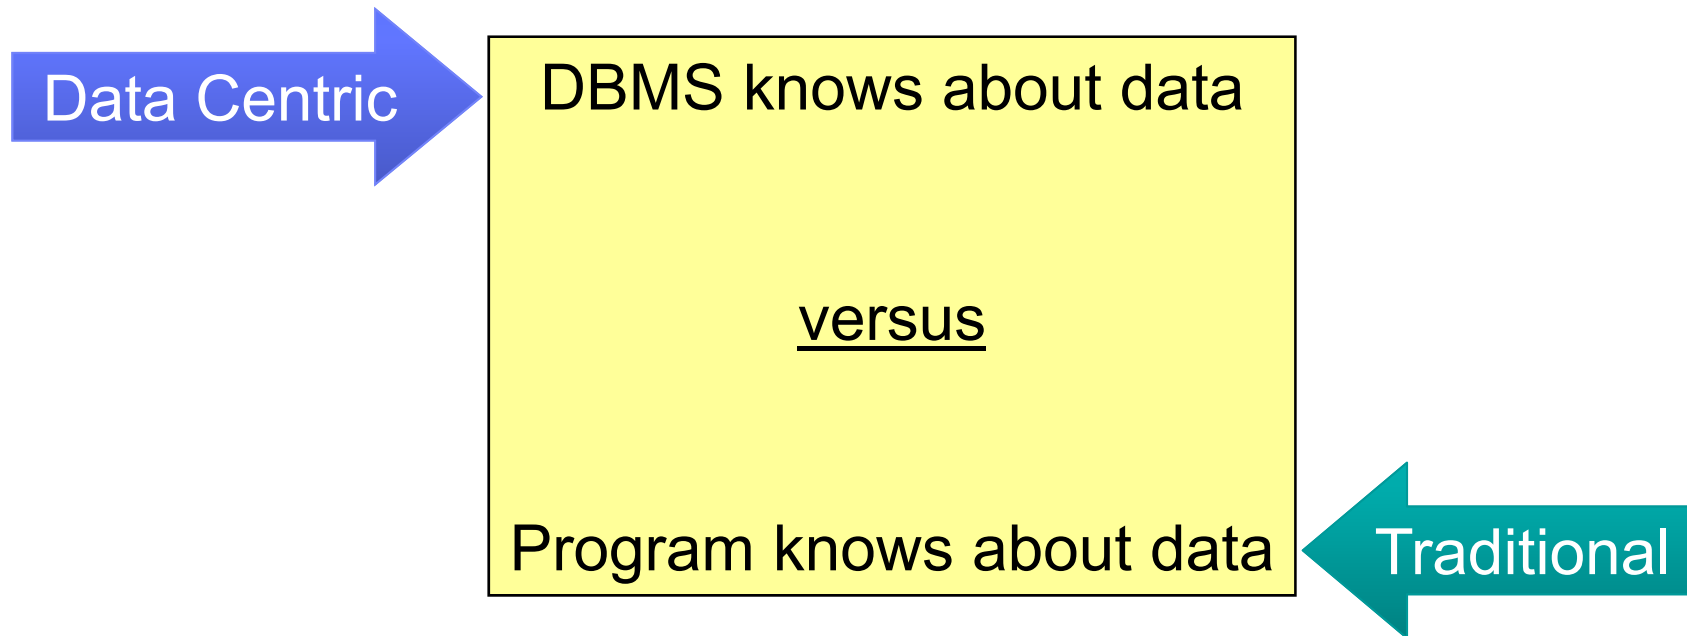 Data Centric
DBMS knows about data
versus
Program knows about data
Traditional